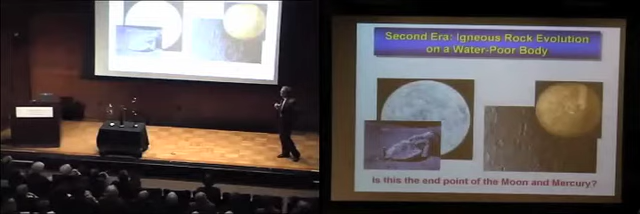 Second Era: Igneous Rock Evolution
on a Water-Poor Body
Is this the end point of the Moon and Mercury?